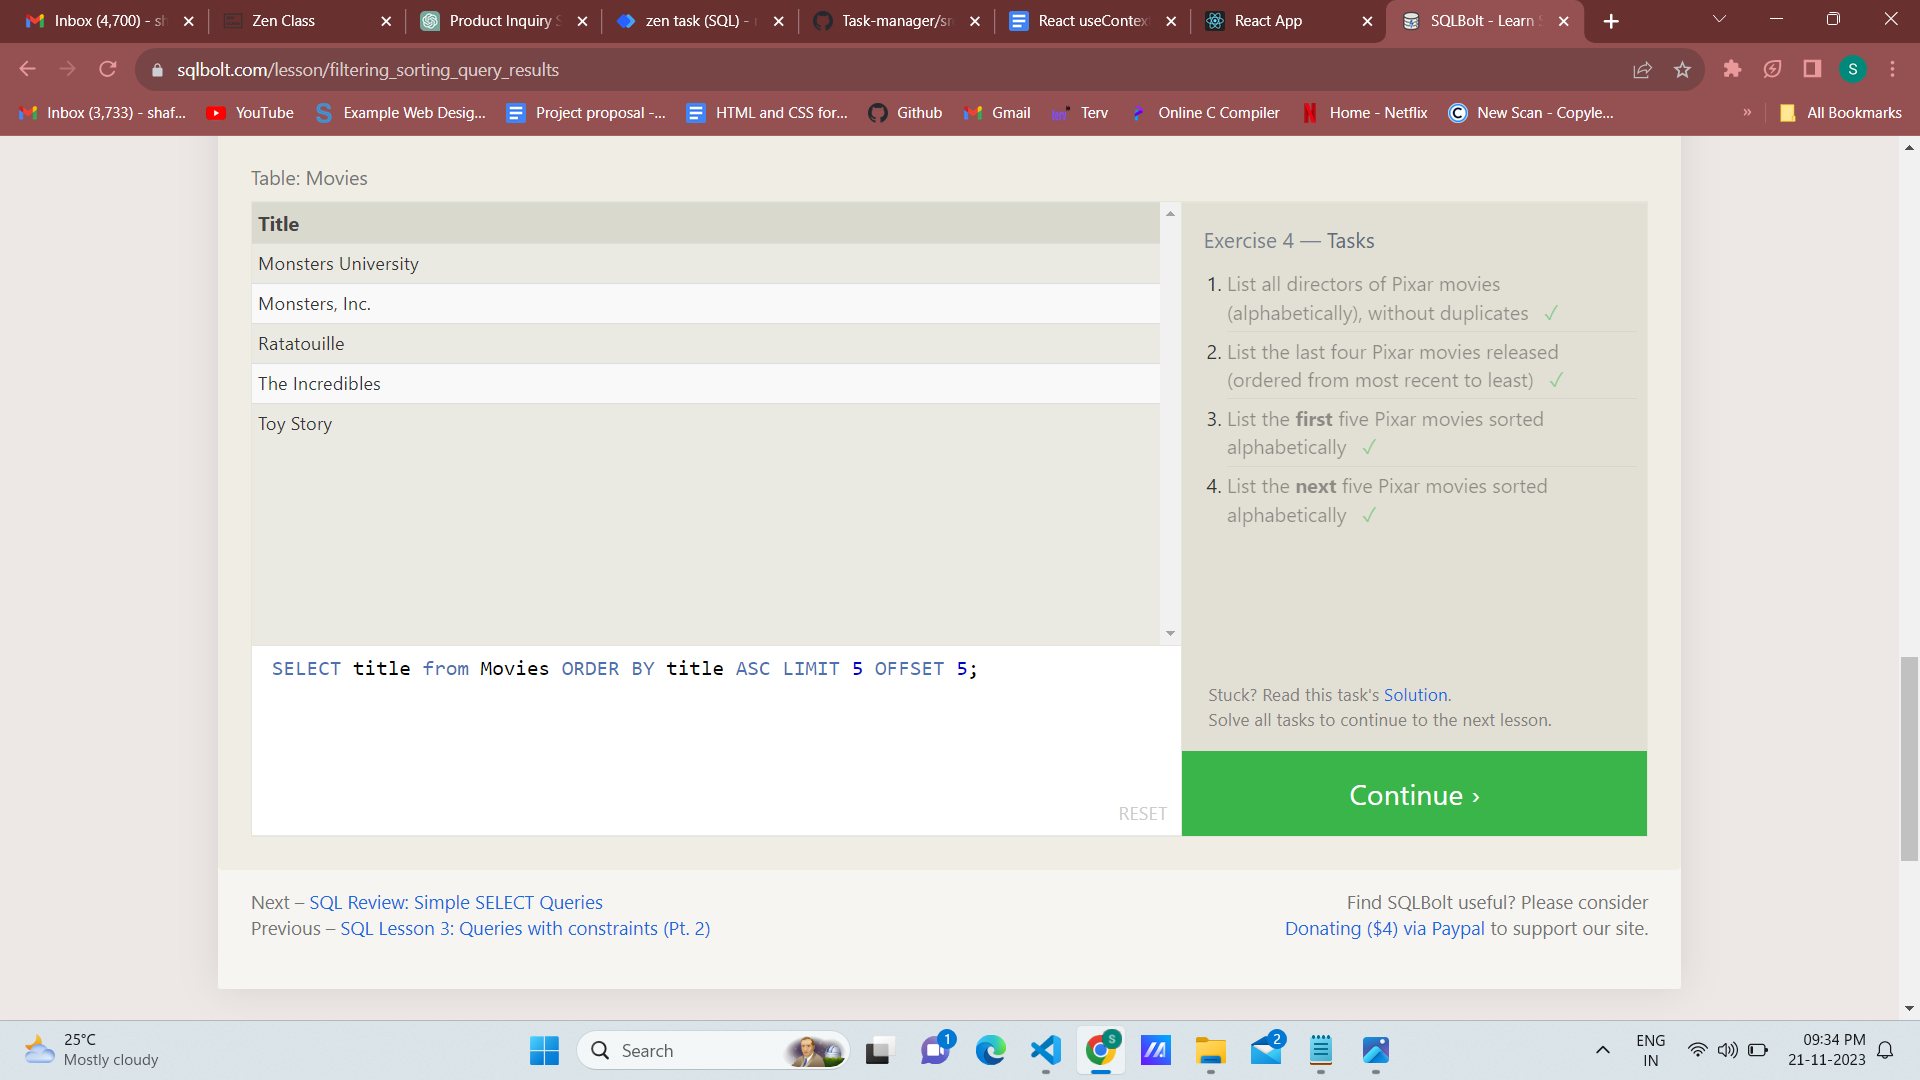 Inbox (4,700) - sh
Zen Class
Product Inquiry S
zen task (SQL) -
Task-manager/sr
React useContex
React App
SQLBolt - Learn S
sqlbolt.com/lesson/filtering_sorting_query_results
S
Inbox (3,733) - shaf...
YouTube
Example Web Desig...
Project proposal -...
HTML and CSS for...
Github
Gmail
Terv
Online C Compiler
Home - Netflix
New Scan - Copyle...
»
All Bookmarks
Table: Movies
Title
Monsters University
Monsters, Inc.
Ratatouille
The Incredibles
Toy Story
SELECT title from Movies ORDER BY title ASC LIMIT 5 OFFSET 5;
RESET
Exercise 4 — Tasks
1. List all directors of Pixar movies
(alphabetically), without duplicates ✓
2. List the last four Pixar movies released
(ordered from most recent to least) ✓
3. List the first five Pixar movies sorted
alphabetically ✓
4. List the next five Pixar movies sorted
alphabetically ✓
Stuck? Read this task's Solution.
Solve all tasks to continue to the next lesson.
Continue ›
Next – SQL Review: Simple SELECT Queries
Previous – SQL Lesson 3: Queries with constraints (Pt. 2)
Find SQLBolt useful? Please consider
Donating ($4) via Paypal to support our site.
25°C
Mostly cloudy
Search
1
S
2
ENG
IN
09:34 PM
21-11-2023